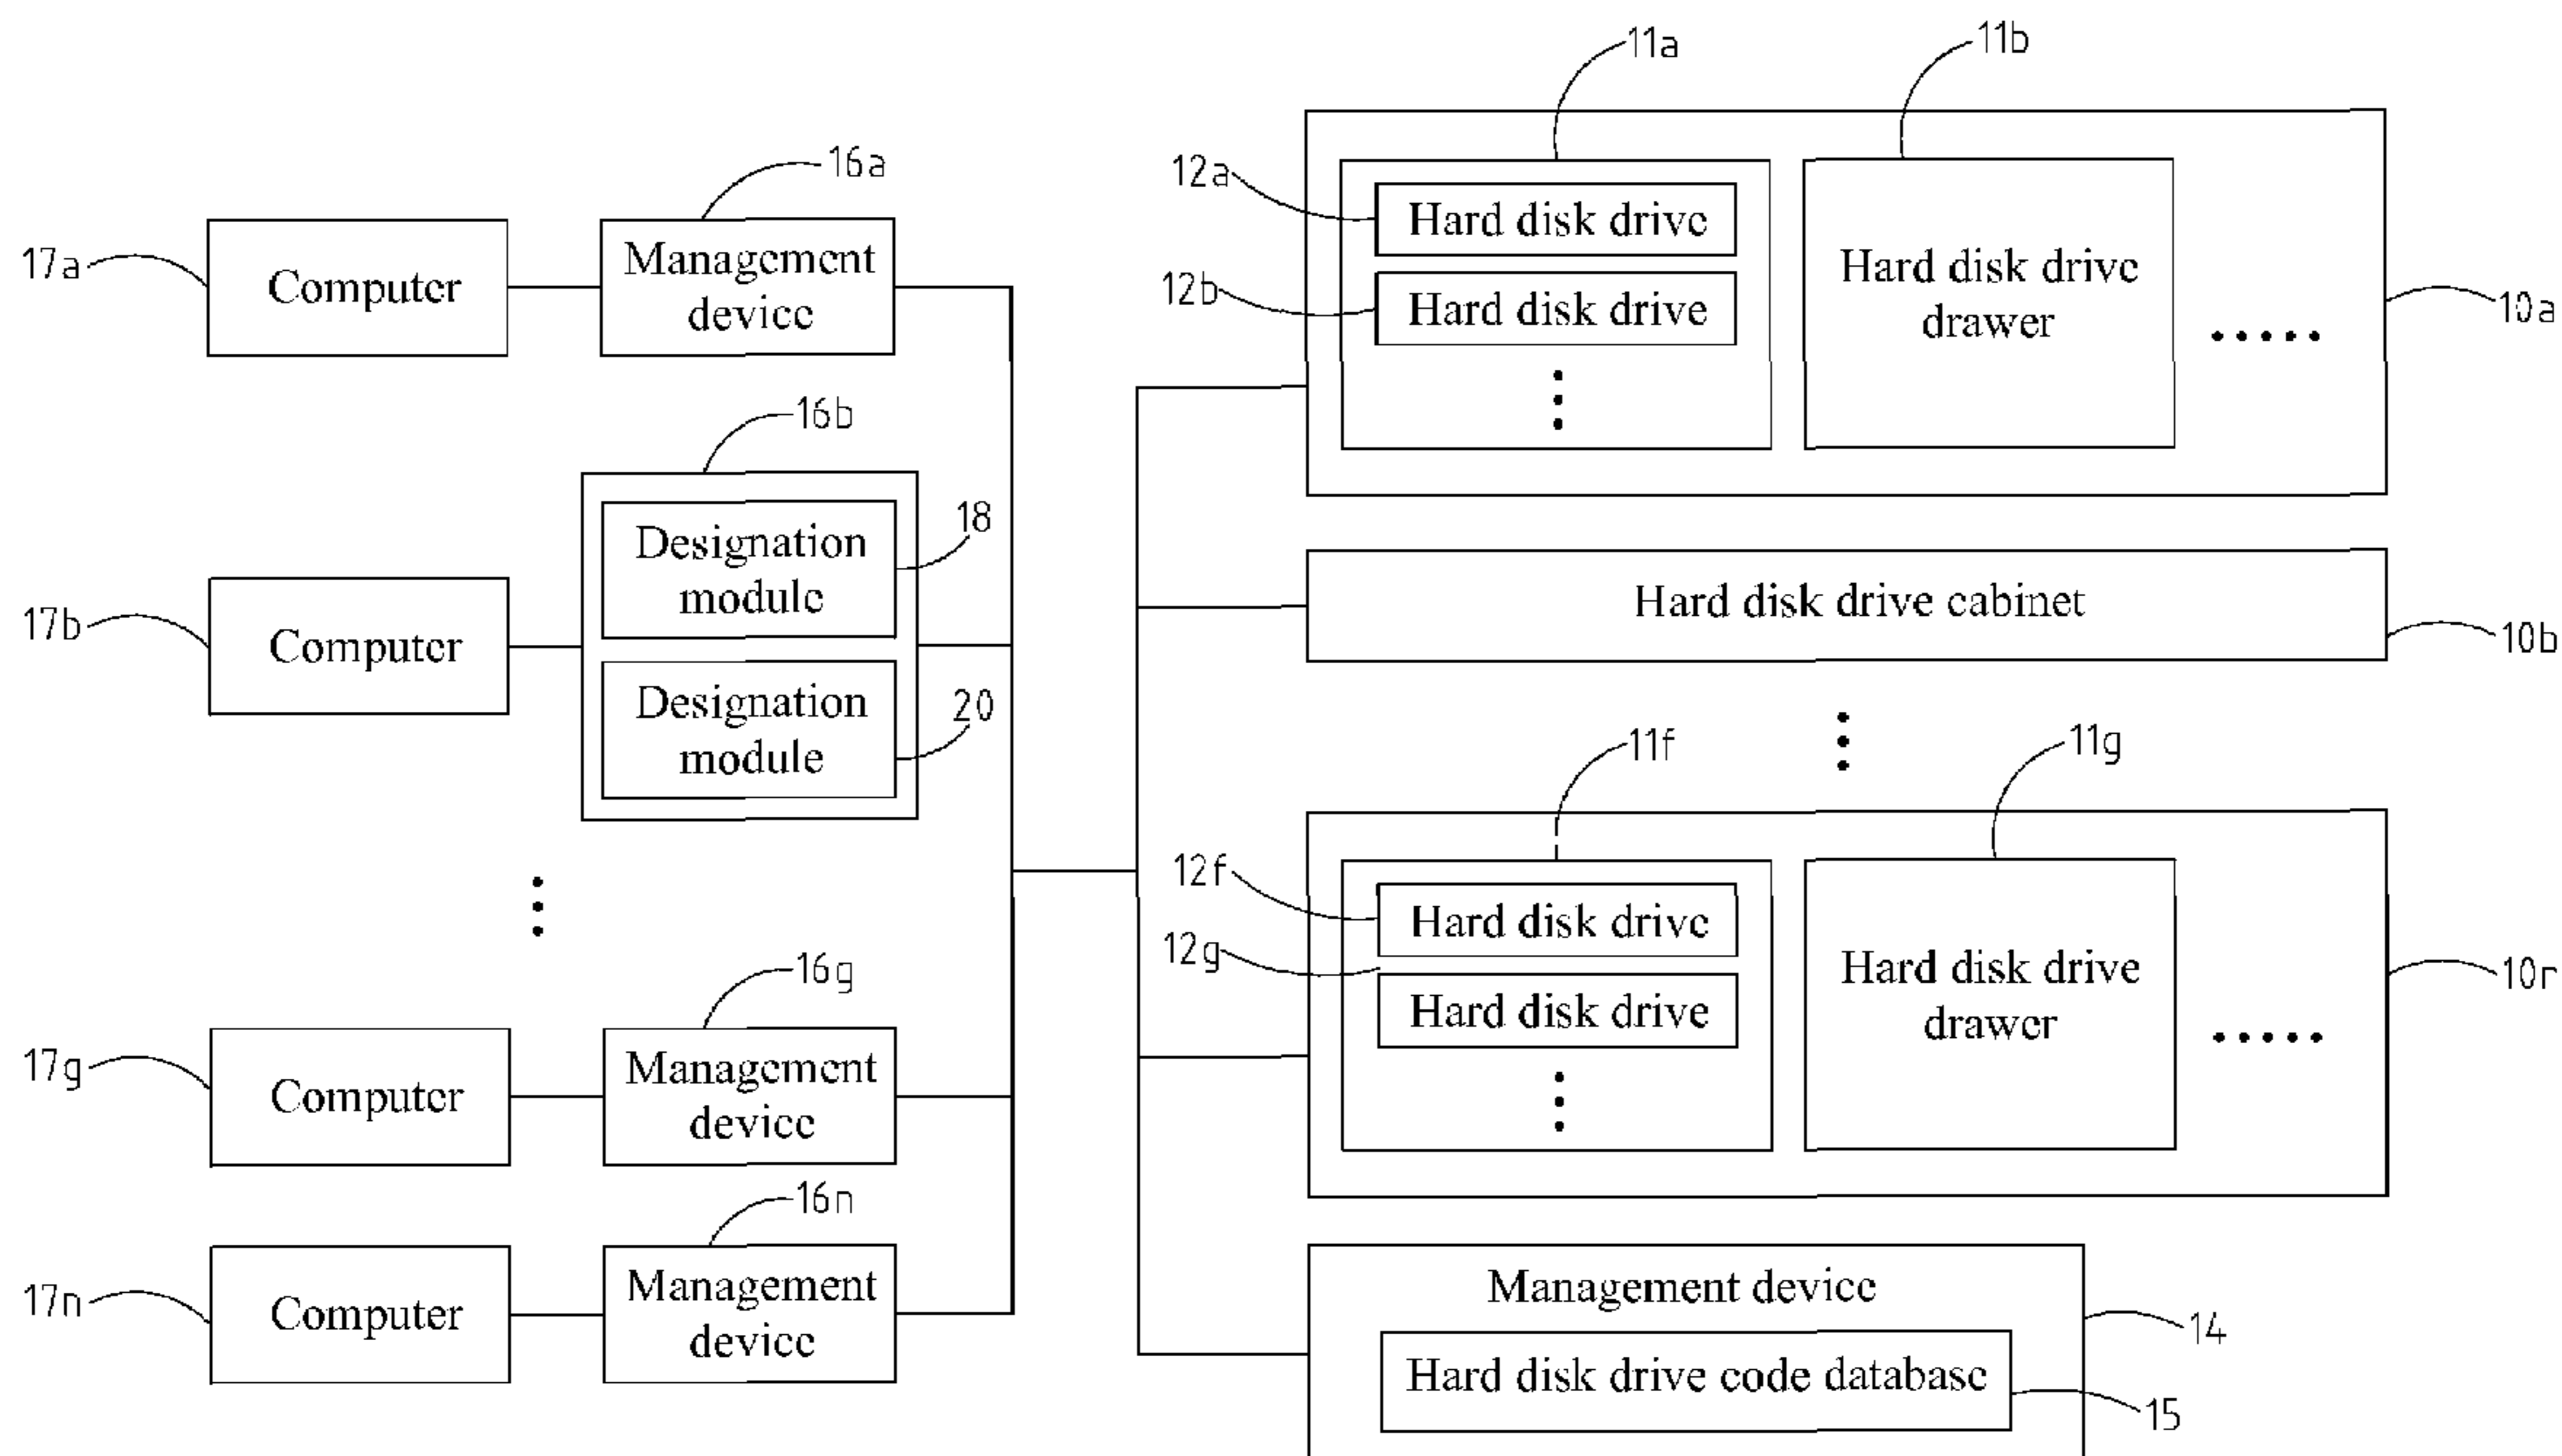 11a
11b
16a
12a
Hard disk drive
17a
Computer
Management
device
12b
Hard disk drive
Hard disk drive
drawer
10a
16b
18
Designation
module
17b
Computer
Hard disk drive cabinet
10b
20
Designation
module
11f
11g
12f
Hard disk drive
12g
Hard disk drive
Hard disk drive
drawer
10n
16g
17g
Computer
Management
device
16n
17n
Computer
Management
device
Management device
14
Hard disk drive code database
15